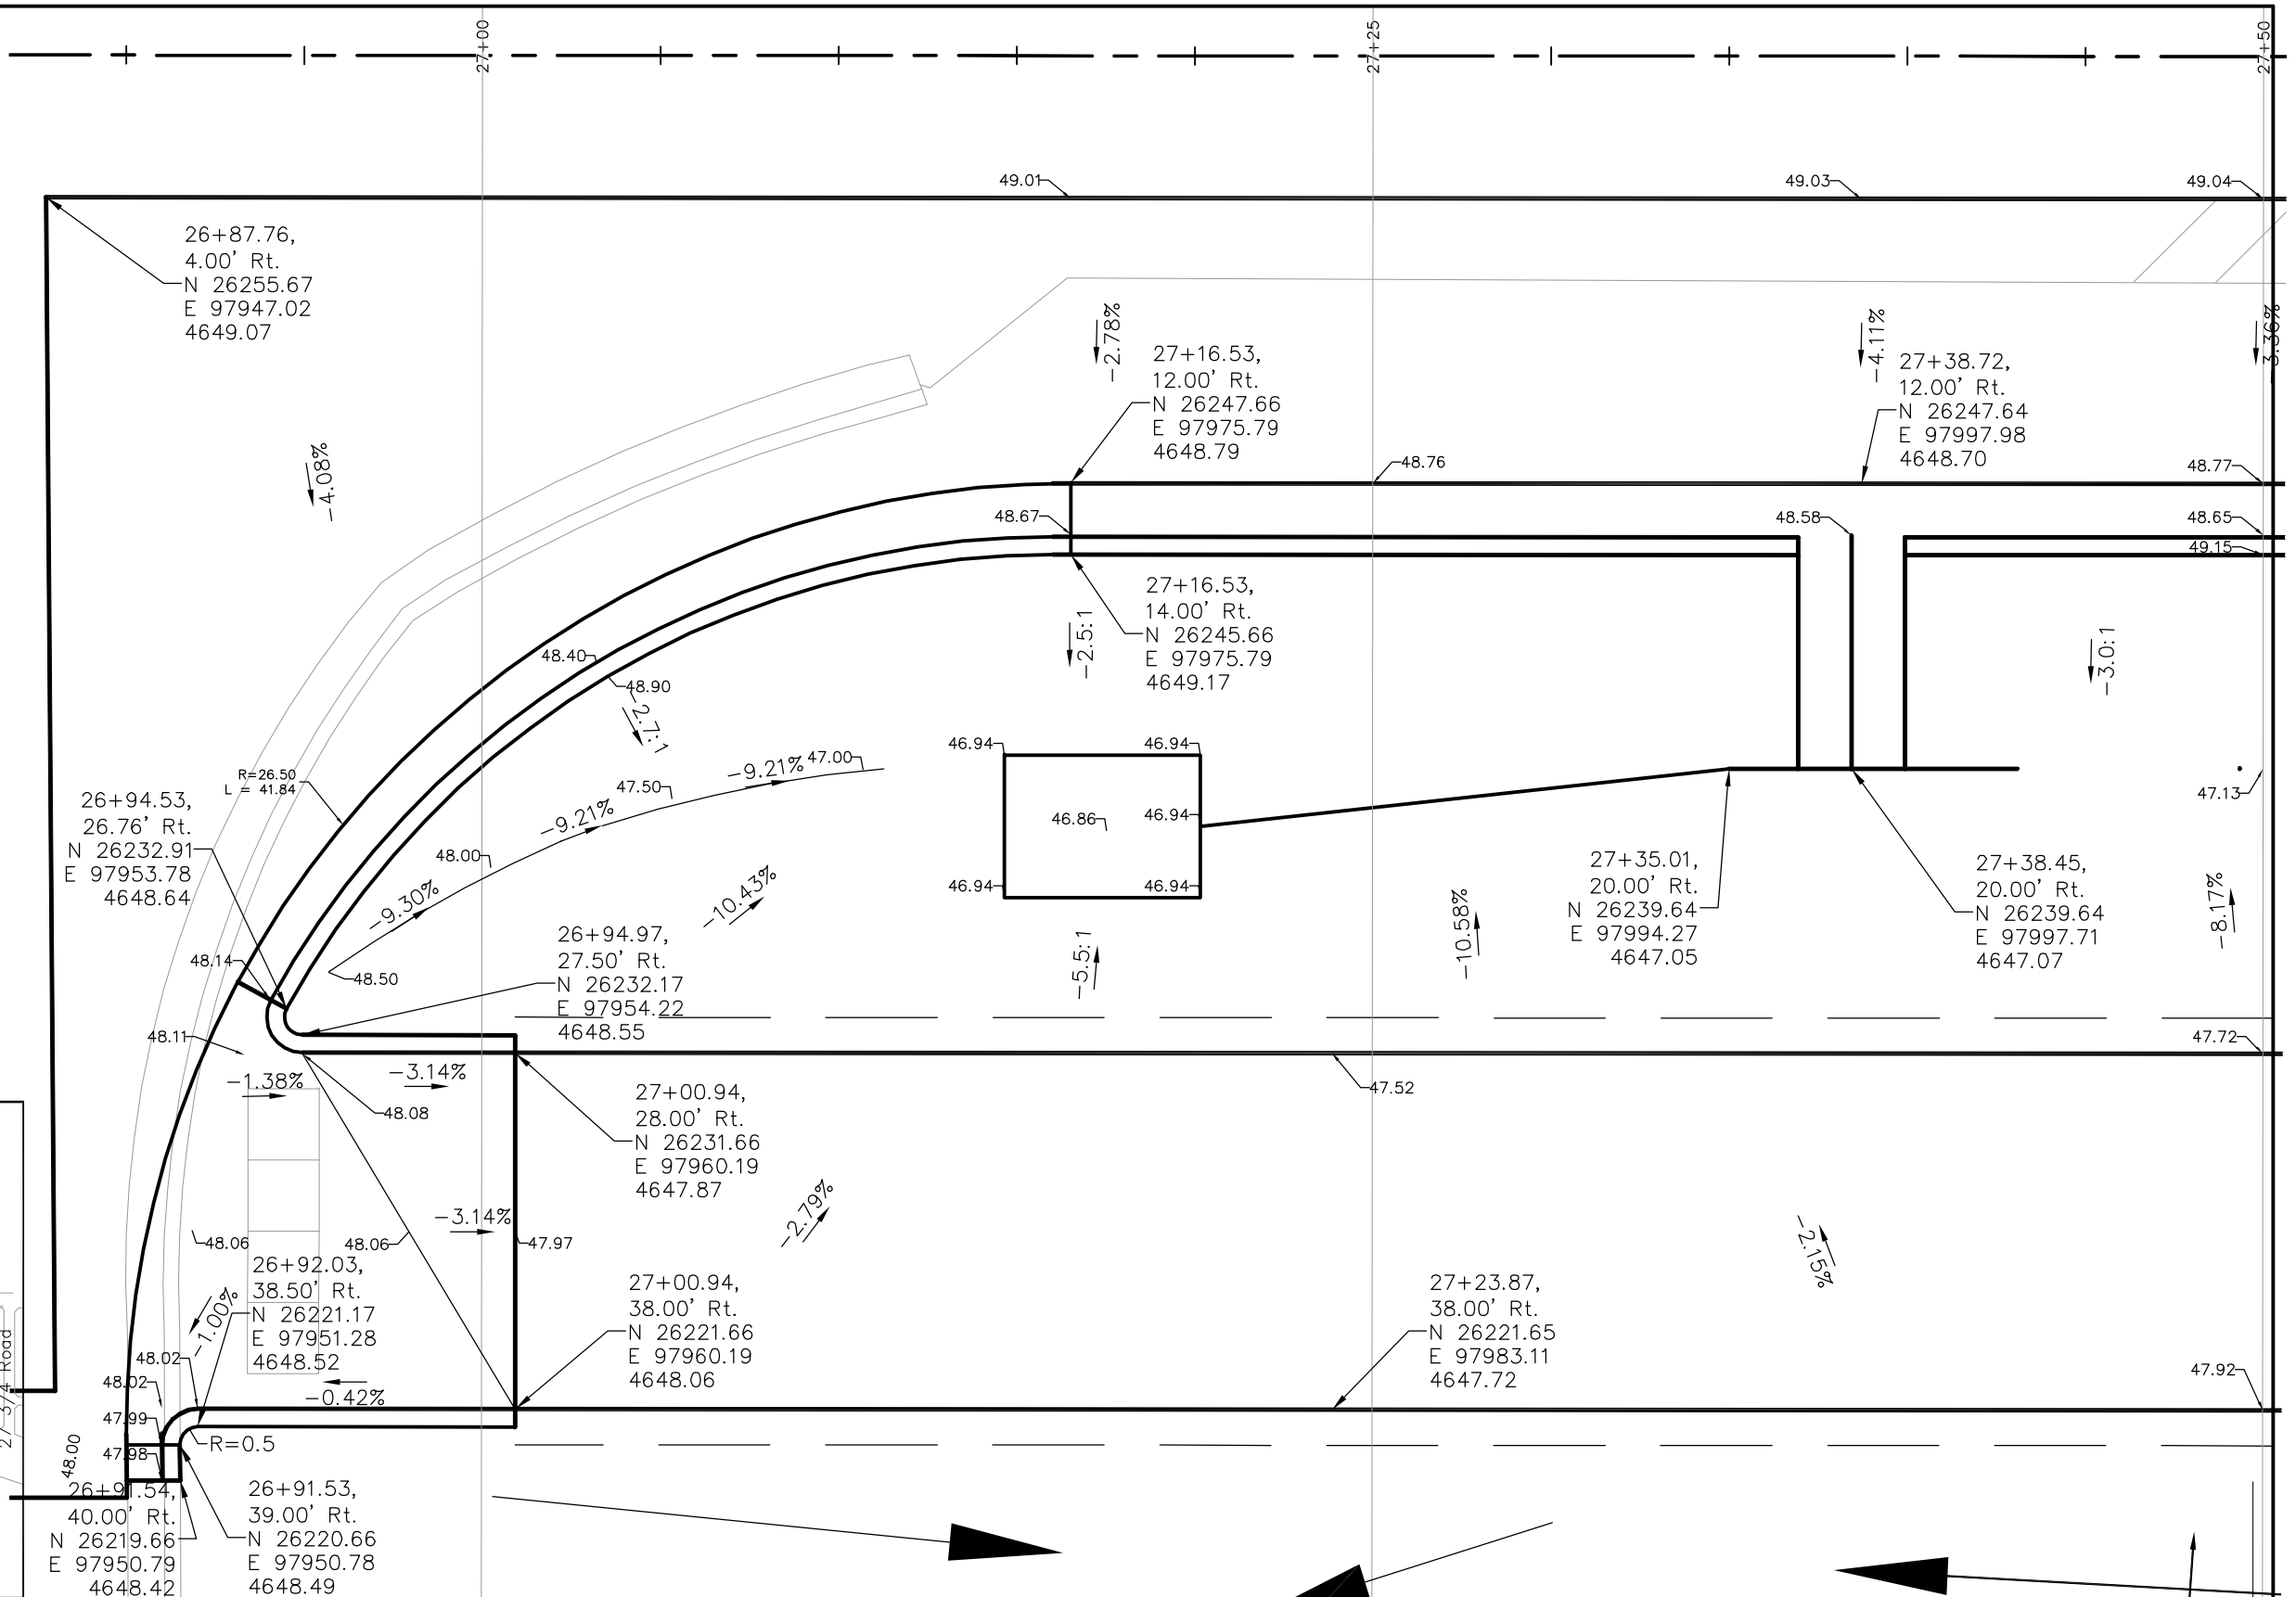 27+00
27+25
27+50
49.01
49.03
49.04
26+87.76,
4.00' Rt.
N 26255.67
E 97947.02
4649.07
-2.78%
-4.11%
3.36%
27+16.53,
12.00' Rt.
N 26247.66
E 97975.79
4648.79
27+38.72,
12.00' Rt.
N 26247.64
E 97997.98
4648.70
-4.08%
48.76
48.77
48.67
48.58
48.65
49.15
27+16.53,
14.00' Rt.
N 26245.66
E 97975.79
4649.17
-2.5:1
-3.0:1
48.40
48.90
-2.7:1
46.94
46.94
-9.21%
47.00
R=26.50
L = 41.84
47.50
47.13
26+94.53,
26.76' Rt.
N 26232.91
E 97953.78
4648.64
-9.21%
46.86
46.94
48.00
-9.30%
-10.43%
46.94
46.94
27+35.01,
20.00' Rt.
N 26239.64
E 97994.27
4647.05
27+38.45,
20.00' Rt.
N 26239.64
E 97997.71
4647.07
-10.58%
-8.17%
26+94.97,
27.50' Rt.
N 26232.17
E 97954.22
4648.55
-5.5:1
48.14
48.50
48.11
47.72
-1.38%
-3.14%
48.08
47.52
27+00.94,
28.00' Rt.
N 26231.66
E 97960.19
4647.87
-3.14%
-2.79%
-2.15%
48.06
48.06
47.97
26+92.03,
38.50' Rt.
N 26221.17
E 97951.28
4648.52
-1.00%
27+00.94,
38.00' Rt.
N 26221.66
E 97960.19
4648.06
27+23.87,
38.00' Rt.
N 26221.65
E 97983.11
4647.72
27 3/4 Road
48.02
48.02
-0.42%
47.92
47.99
R=0.5
47.98
48.00
26+91.54,
40.00' Rt.
N 26219.66
E 97950.79
4648.42
26+91.53,
39.00' Rt.
N 26220.66
E 97950.78
4648.49